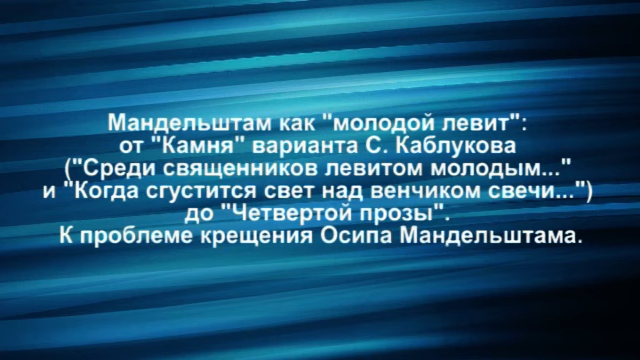 Мандельштам как "молодой левит":
от "Камня" варианта С. Каблукова
("Среди священников левитом молодым..."
и "Когда сгустится свет над венчиком свечи...")
до "Четвертой прозы".
К проблеме крещения Осипа Мандельштама.